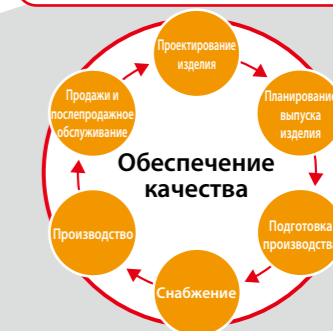 Проектирование
изделия
Планирование
выпуска
изделия
Подготовка
производства
Снабжение
Производство
Продажи и
послепродажное
обслуживание
Обеспечение
качества